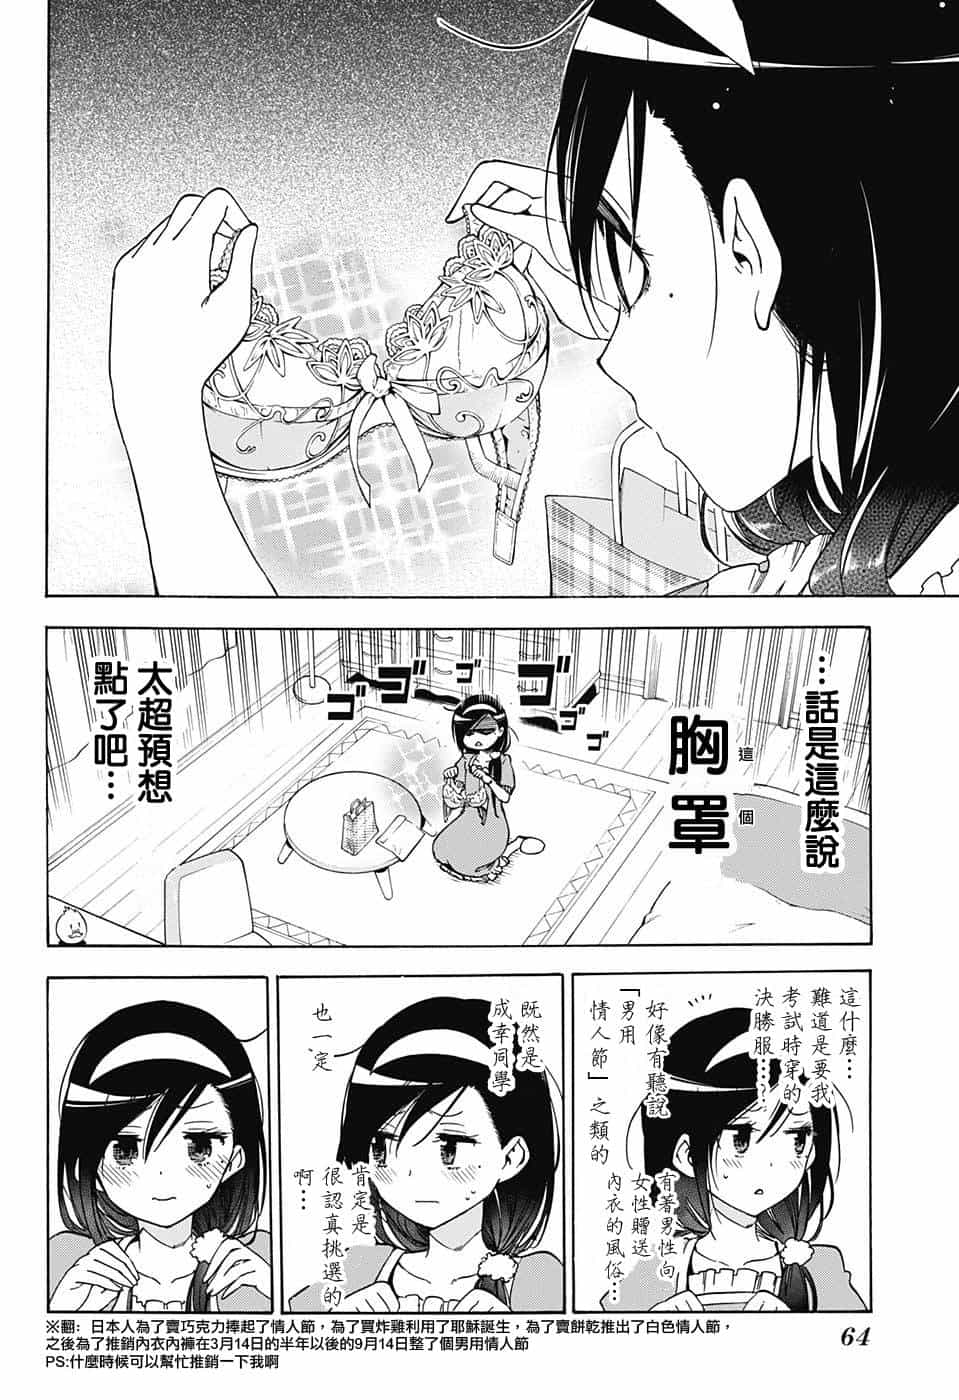 …話是這麼說
這個
胸罩
ゴゴゴゴゴゴ
太超預想
點了吧…
這什麼…
難道是要我
考試時穿的
決勝服……
好像有聽說
「男用
情人節」之類的
有著男性向
女性贈送
內衣的風俗…
既然是
成幸同學
也一定
肯定是
很認真挑選的
啊…
※翻：日本人為了賣巧克力捧起了情人節，為了買炸雞利用了耶穌誕生，為了賣餅乾推出了白色情人節，
之後為了推銷內衣內褲在3月14日的半年以後的9月14日整了個男用情人節
PS:什麼時候可以幫忙推銷一下我啊
64